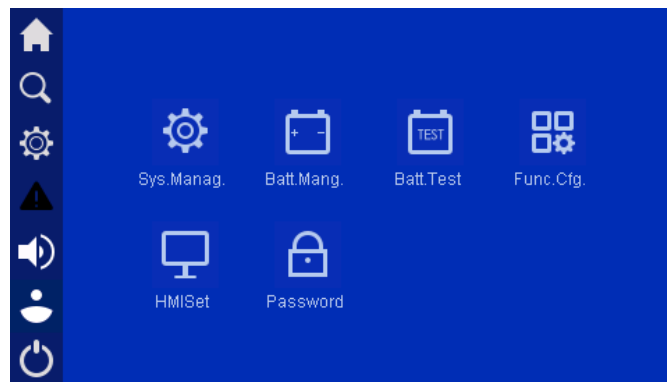 Sys.Manag. Batt.Mang. Batt.Test Func.Cfg.
+ - TEST
HMISet Password